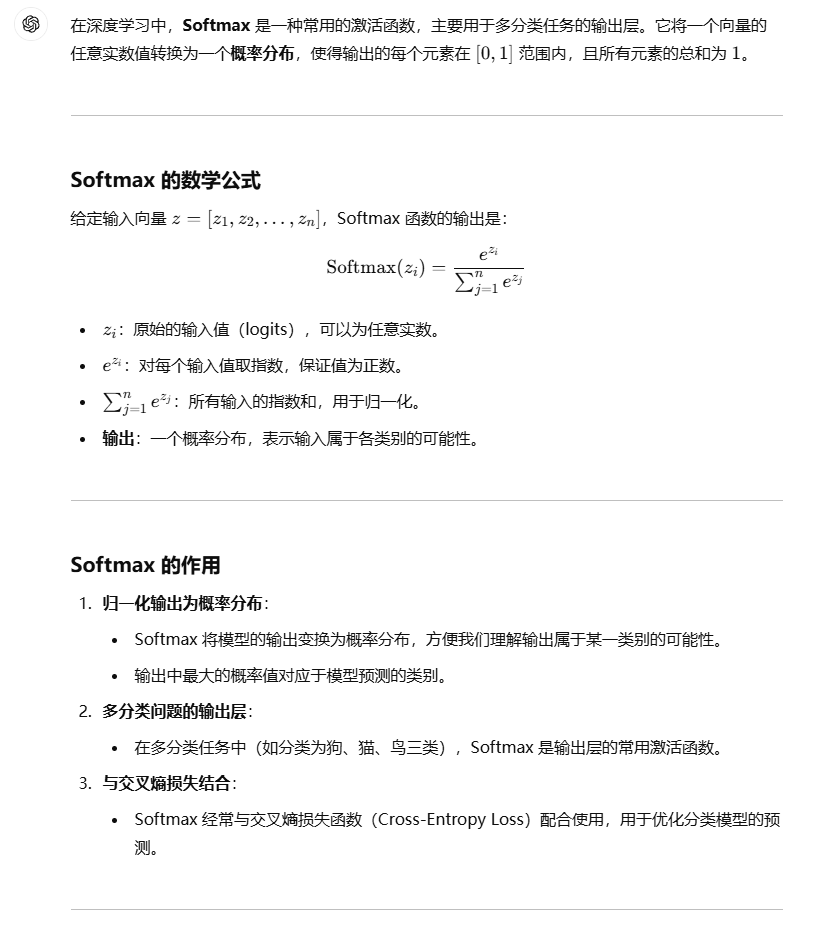 在深度学习中，Softmax 是一种常用的激活函数，主要用于多分类任务的输出层。它将一个向量的
任意实数值转换为一个概率分布，使得输出的每个元素在 [0, 1] 范围内，且所有元素的总和为 1。
Softmax 的数学公式
给定输入向量 z = [z₁, z₂, . . . , zₙ]，Softmax 函数的输出是：
Softmax(z_i) = e^{z_i} / ∑_{j=1}^{n} e^{z_j}
• z_i：原始的输入值（logits），可以为任意实数。
• e^{z_i}：对每个输入值取指数，保证值为正数。
• ∑_{j=1}^{n} e^{z_j}：所有输入的指数和，用于归一化。
• 输出：一个概率分布，表示输入属于各类别的可能性。
Softmax 的作用
1. 归一化输出为概率分布：
• Softmax 将模型的输出变换为概率分布，方便我们理解输出属于某一类别的可能性。
• 输出中最大的概率值对应于模型预测的类别。
2. 多分类问题的输出层：
• 在多分类任务中（如分类为狗、猫、鸟三类），Softmax 是输出层的常用激活函数。
3. 与交叉熵损失结合：
• Softmax 经常与交叉熵损失函数（Cross-Entropy Loss）配合使用，用于优化分类模型的预
测。